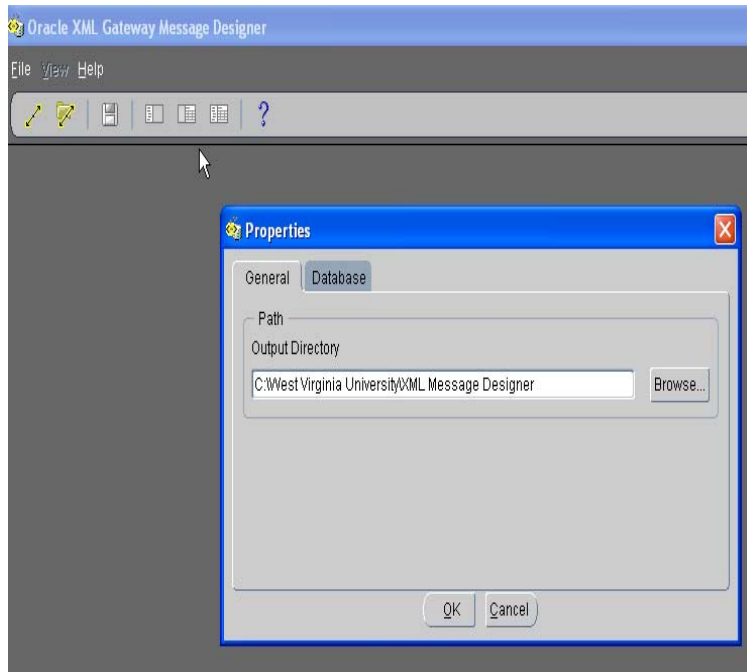 Oracle XML Gateway Message Designer
File View Help
?
Properties
General Database
Path
Output Directory
C:\West Virginia University\XML Message Designer Browse...
OK Cancel